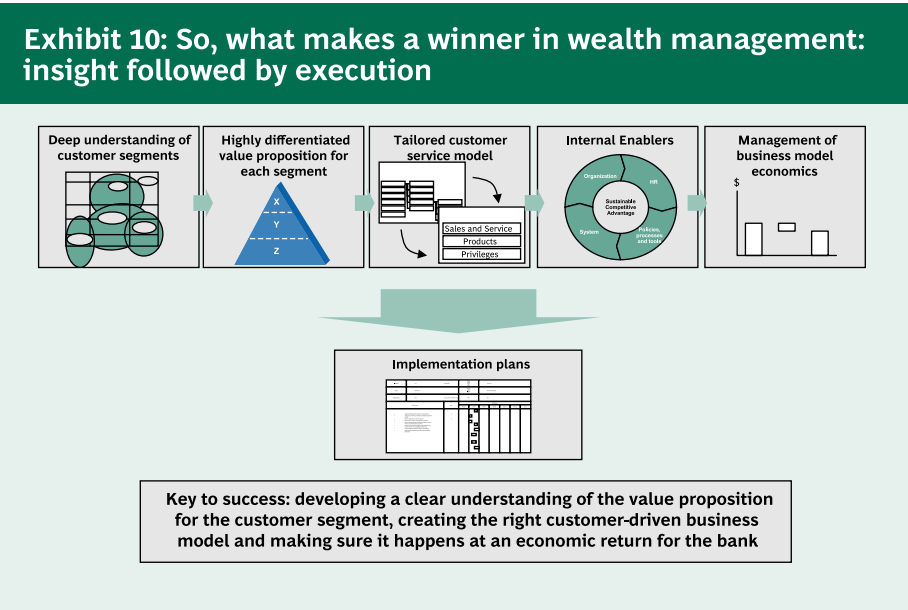 Exhibit 10: So, what makes a winner in wealth management:
insight followed by execution
Deep understanding of
customer segments
Highly differentiated
value proposition for
each segment
X
Y
Z
Tailored customer
service model
Sales and Service
Products
Privileges
Internal Enablers
Organization
HR
Sustainable
Competitive
Advantage
System
Policies,
processes
and tools
Management of
business model
economics
$
Implementation plans
Key to success: developing a clear understanding of the value proposition
for the customer segment, creating the right customer-driven business
model and making sure it happens at an economic return for the bank